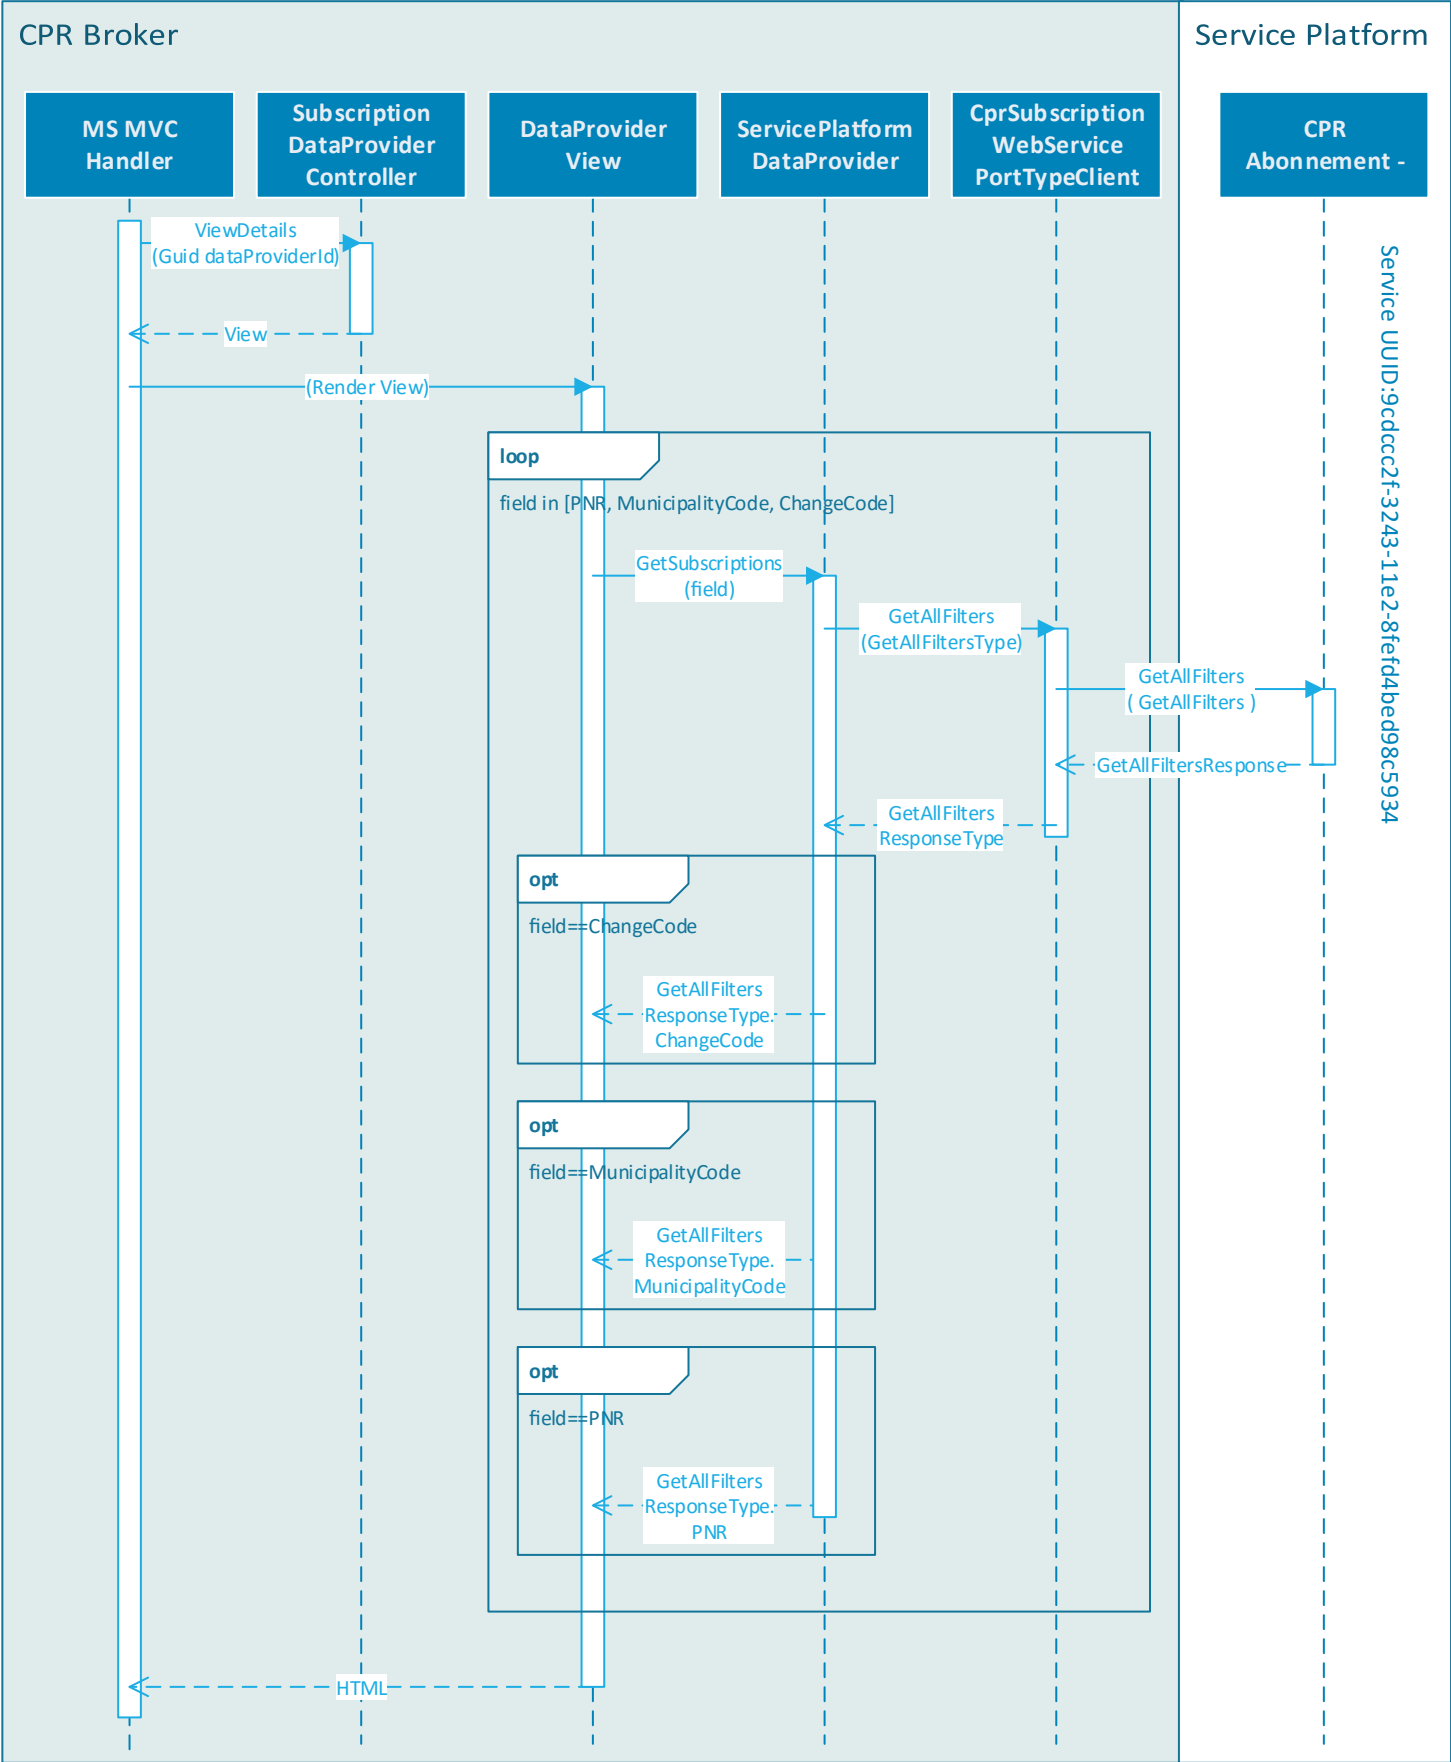 CPR Broker
Service Platform
MS MVC
Handler
Subscription
DataProvider
Controller
DataProvider
View
ServicePlatform
DataProvider
CprSubscription
WebService
PortTypeClient
CPR
Abonnement -
ViewDetails
(Guid dataProviderId)
View
(Render View)
Service UUID:9cdccc2f-3243-11e2-8fefd4bed98c5934
loop
field in [PNR, MunicipalityCode, ChangeCode]
GetSubscriptions
(field)
GetAllFilters
(GetAllFiltersType)
GetAllFilters
( GetAllFilters )
GetAllFiltersResponse
GetAllFilters
ResponseType
opt
field==ChangeCode
GetAllFilters
ResponseType.
ChangeCode
opt
field==MunicipalityCode
GetAllFilters
ResponseType.
MunicipalityCode
opt
field==PNR
GetAllFilters
ResponseType.
PNR
HTML